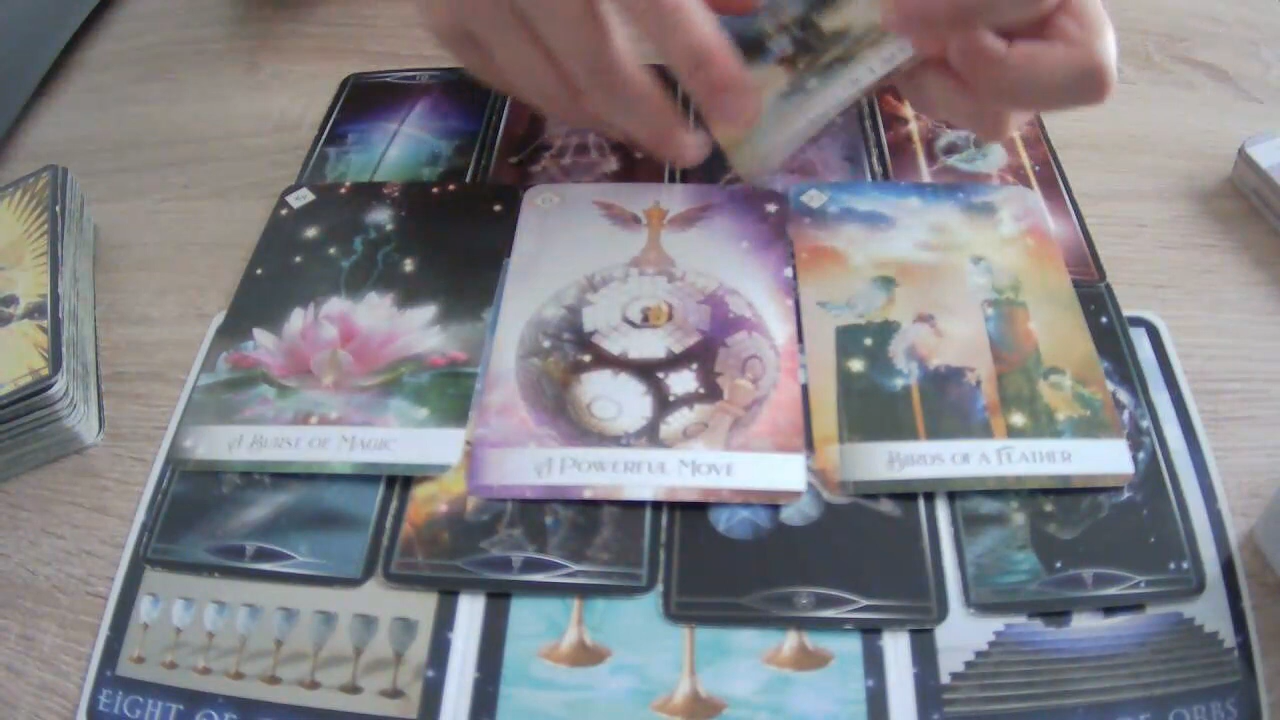 A BURST OF MAGIC
A POWERFUL MOVE
BIRDS OF A FEATHER
EIGHT OF
ORBS